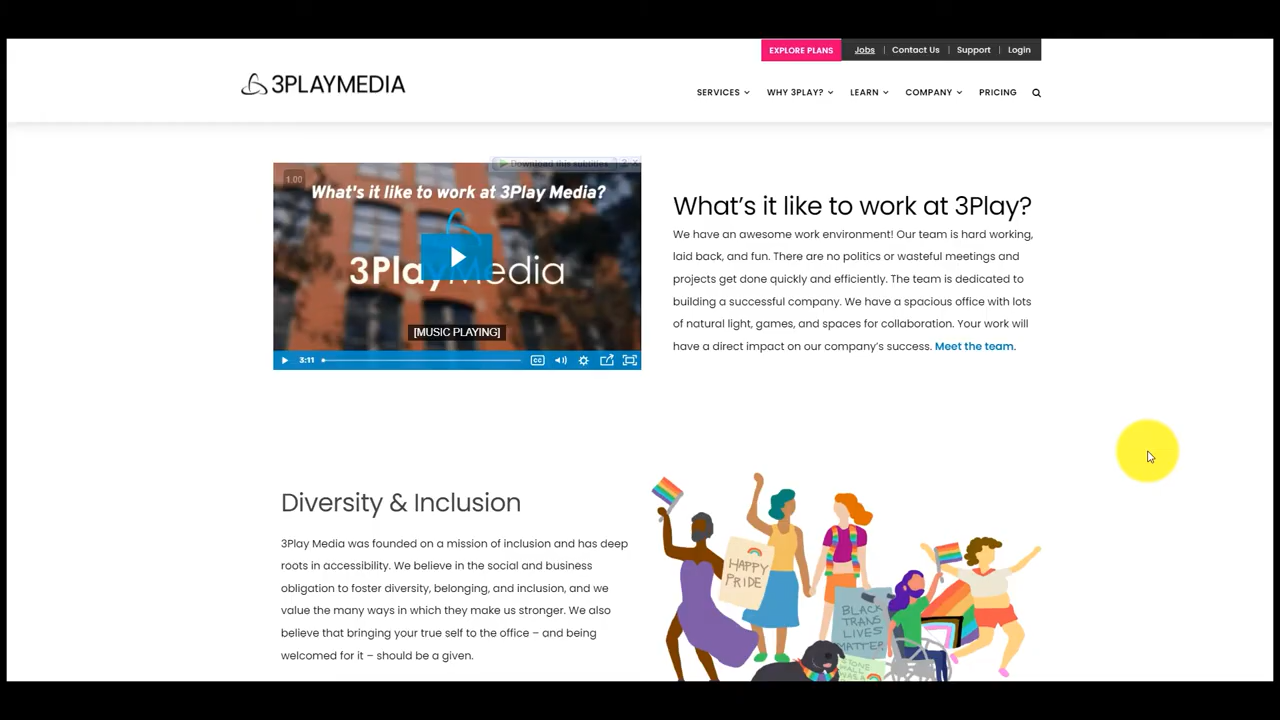 EXPLORE PLANS
Jobs | Contact Us | Support | Login
3PLAYMEDIA
SERVICES
WHY 3PLAY?
LEARN
COMPANY
PRICING
Download this subtitles ? X
1.00
What's it like to work at 3Play Media?
3PlayMedia
[MUSIC PLAYING]
3:11
CC
What's it like to work at 3Play?
We have an awesome work environment! Our team is hard working,
laid back, and fun. There are no politics or wasteful meetings and
projects get done quickly and efficiently. The team is dedicated to
building a successful company. We have a spacious office with lots
of natural light, games, and spaces for collaboration. Your work will
have a direct impact on our company's success. Meet the team.
Diversity & Inclusion
3Play Media was founded on a mission of inclusion and has deep
roots in accessibility. We believe in the social and business
obligation to foster diversity, belonging, and inclusion, and we
value the many ways in which they make us stronger. We also
believe that bringing your true self to the office – and being
welcomed for it – should be a given.
HAPPY
PRIDE
BLACK
TRANS
LIVES
MATTER